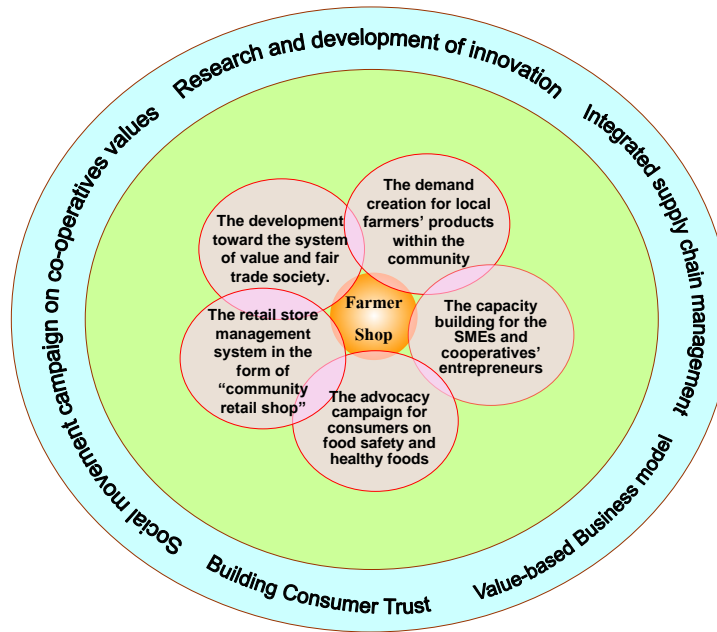 Research and development of innovation
Integrated supply chain management
Value-based Business model
Building Consumer Trust
Social movement campaign on co-operatives values
The demand
creation for local
farmers' products
within the
community
The development
toward the system
of value and fair
trade society.
Farmer
Shop
The capacity
building for the
SMEs and
cooperatives'
entrepreneurs
The retail store
management
system in the
form of
“community
retail shop”
The advocacy
campaign for
consumers on
food safety and
healthy foods